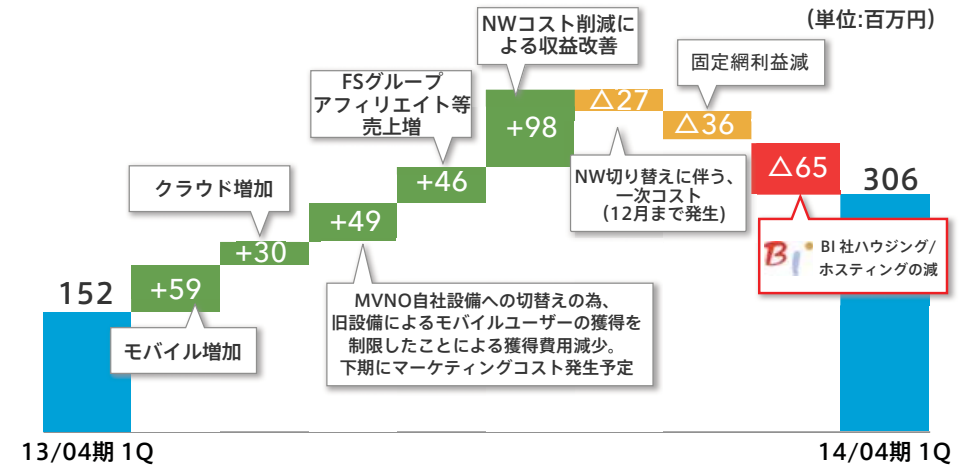 (単位:百万円)
NWコスト削減に
よる収益改善
固定網利益減
FSグループ
アフィリエイト等
売上増
△27
+98
△36
クラウド増加
+46
NW切り替えに伴う、
一次コスト
(12月まで発生)
△65
306
+49
+30
BI
BI社ハウジング/
ホスティングの減
152
+59
MVNO自社設備への切替えの為、
旧設備によるモバイルユーザーの獲得を
制限したことによる獲得費用減少。
下期にマーケティングコスト発生予定
モバイル増加
13/04期 1Q
14/04期 1Q